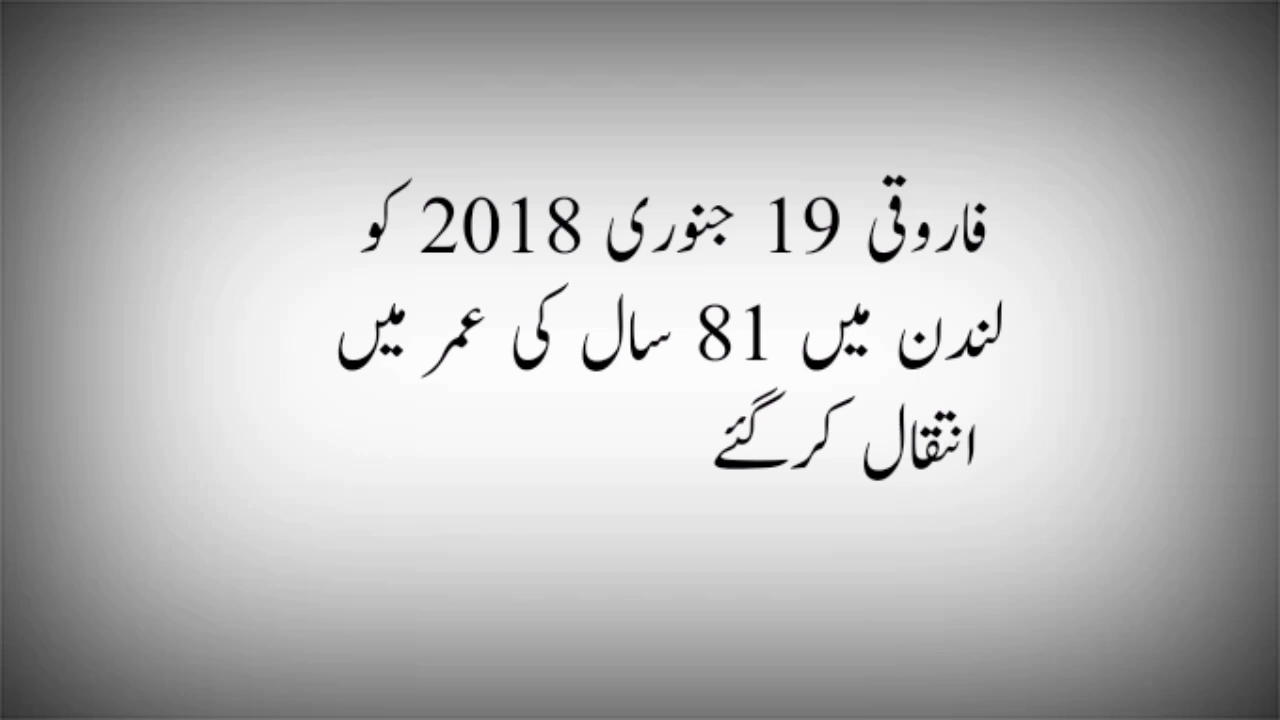 فاروقی 19 جنوری 2018 کو
لندن میں 81 سال کی عمر میں
انتقال کرگئے